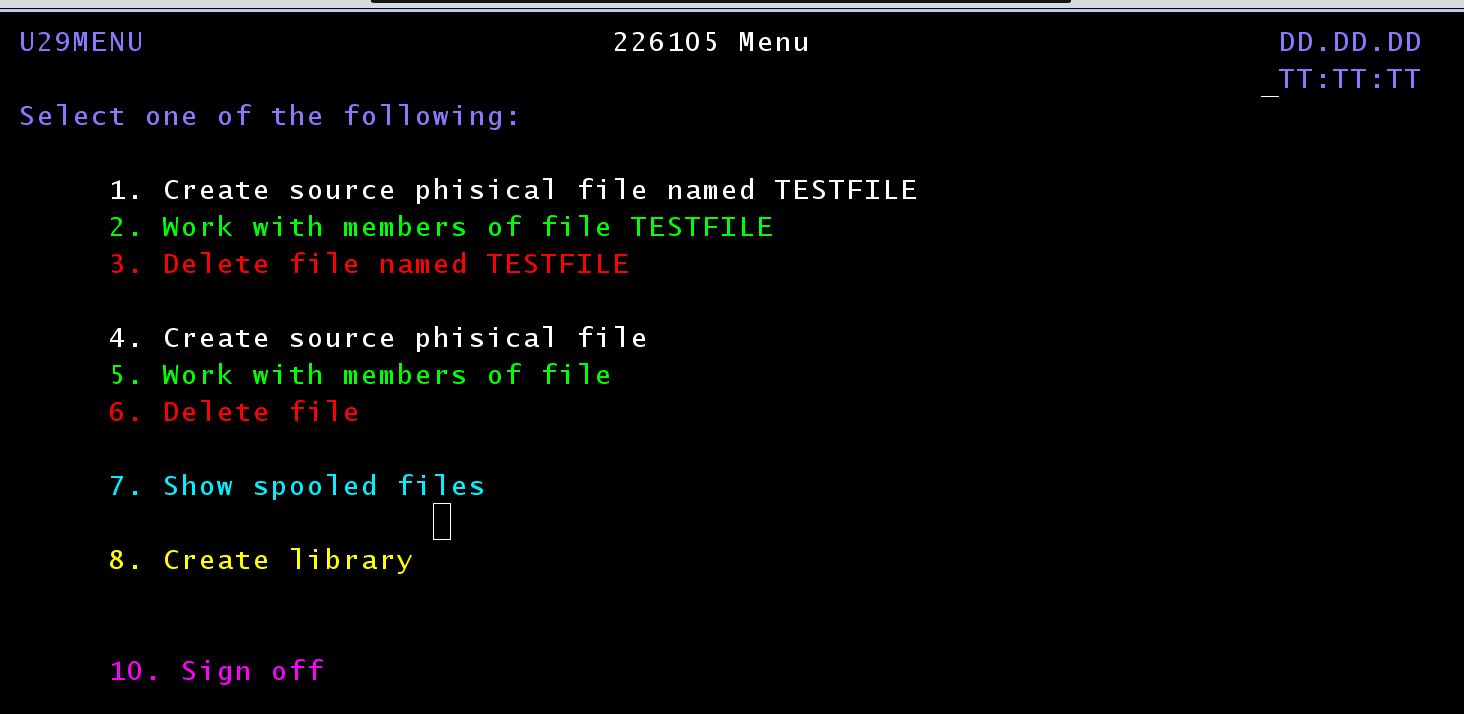 U29MENU 226105 Menu DD.DD.DD
_TT:TT:TT
Select one of the following:
1. Create source phisical file named TESTFILE
2. Work with members of file TESTFILE
3. Delete file named TESTFILE
4. Create source phisical file
5. Work with members of file
6. Delete file
7. Show spooled files
8. Create library
10. Sign off